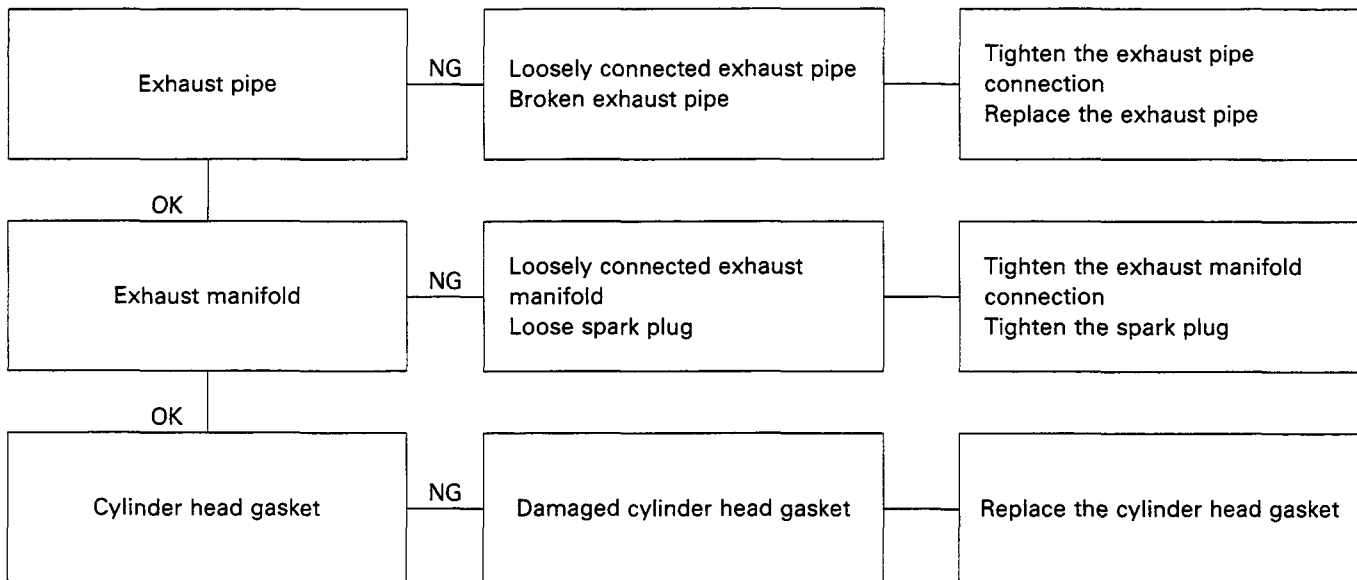 Exhaust pipe
NG
Loosely connected exhaust pipe
Broken exhaust pipe
Tighten the exhaust pipe
connection
Replace the exhaust pipe
OK
Exhaust manifold
NG
Loosely connected exhaust
manifold
Loose spark plug
Tighten the exhaust manifold
connection
Tighten the spark plug
OK
Cylinder head gasket
NG
Damaged cylinder head gasket
Replace the cylinder head gasket